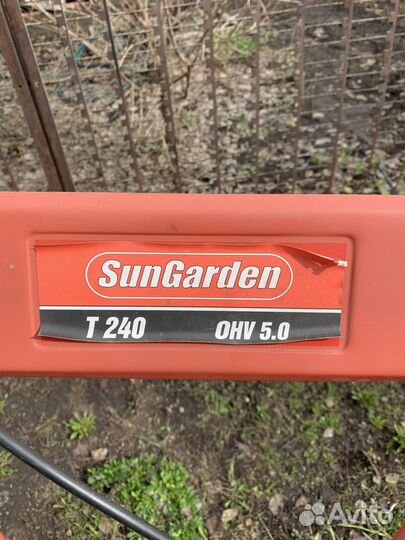 SunGarden
T 240 OHV 5.0
Avito